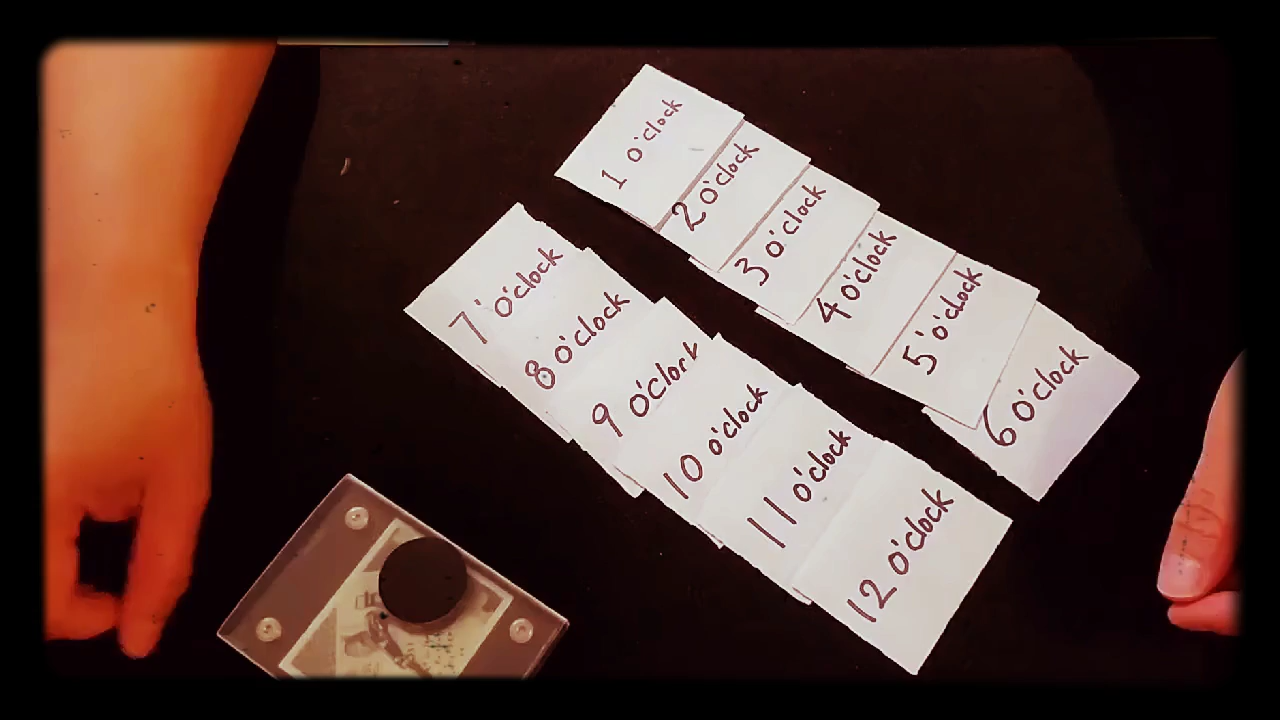 1 o'clock
2 o'clock
3 o'clock
4 o'clock
5 o'clock
6 o'clock
7 o'clock
8 o'clock
9 o'clock
10 o'clock
11 o'clock
12 o'clock